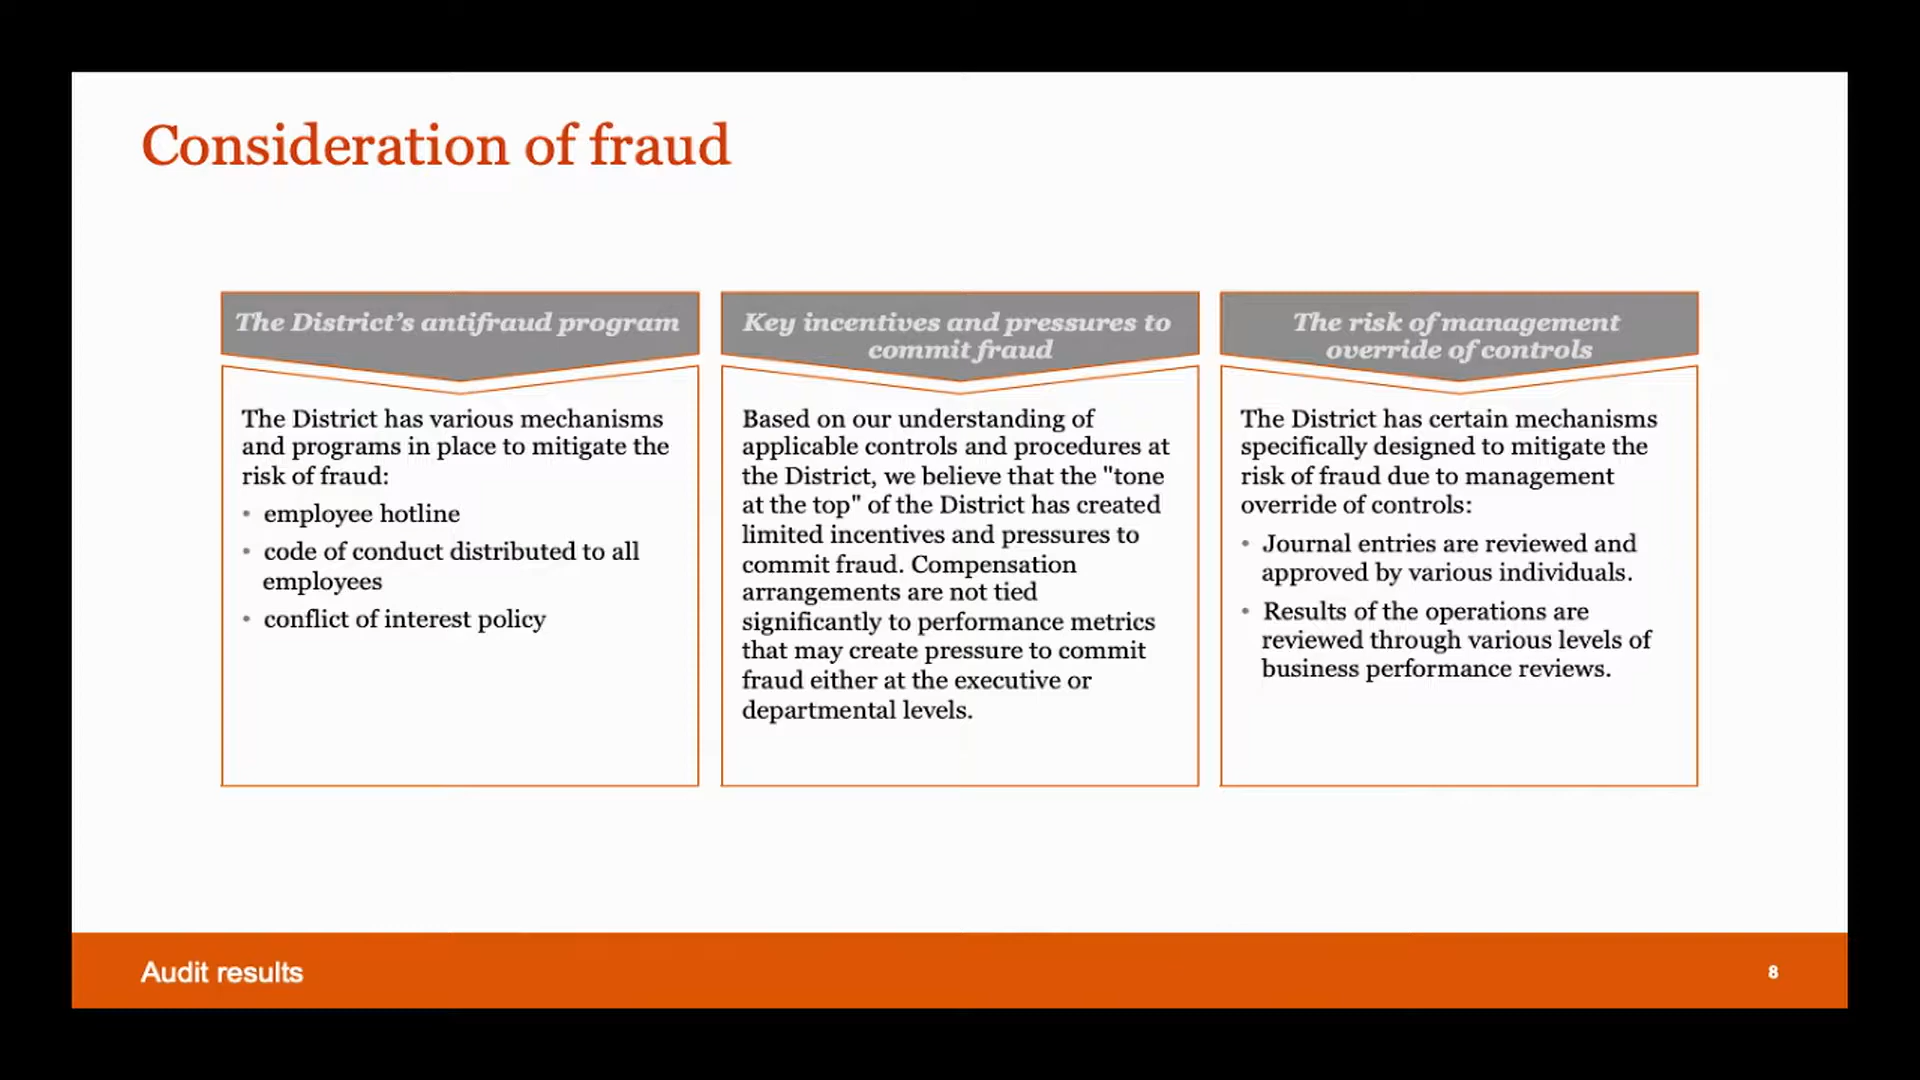 Consideration of fraud
The District's antifraud program
The District has various mechanisms
and programs in place to mitigate the
risk of fraud:
• employee hotline
• code of conduct distributed to all
employees
• conflict of interest policy
Key incentives and pressures to
commit fraud
Based on our understanding of
applicable controls and procedures at
the District, we believe that the "tone
at the top" of the District has created
limited incentives and pressures to
commit fraud. Compensation
arrangements are not tied
significantly to performance metrics
that may create pressure to commit
fraud either at the executive or
departmental levels.
The risk of management
override of controls
The District has certain mechanisms
specifically designed to mitigate the
risk of fraud due to management
override of controls:
• Journal entries are reviewed and
approved by various individuals.
• Results of the operations are
reviewed through various levels of
business performance reviews.
Audit results
8